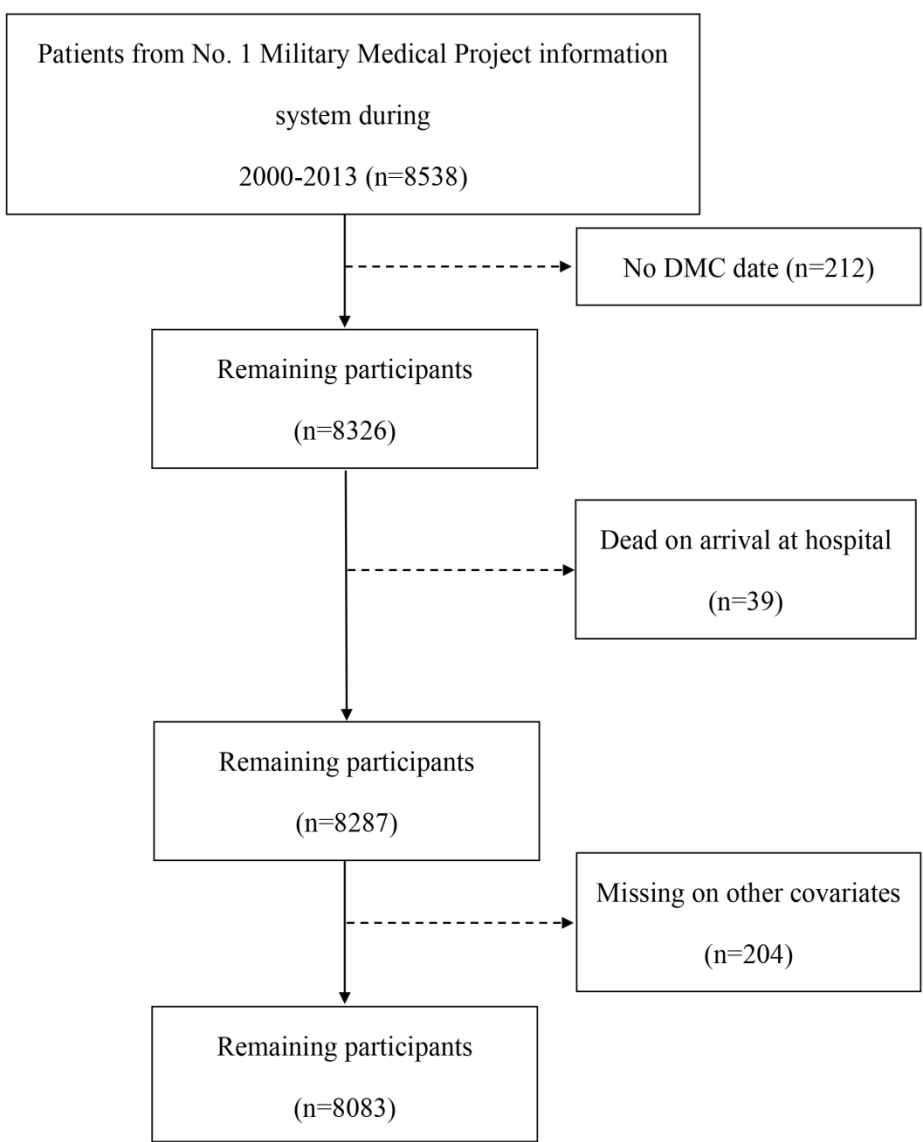 Patients from No. 1 Military Medical Project information
system during
2000-2013 (n=8538)
No DMC date (n=212)
Remaining participants
(n=8326)
Dead on arrival at hospital
(n=39)
Remaining participants
(n=8287)
Missing on other covariates
(n=204)
Remaining participants
(n=8083)